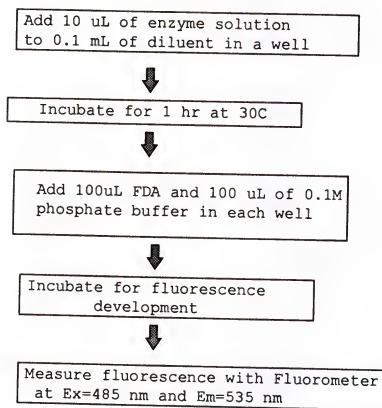 Add 10 uL of enzyme solution
to 0.1 mL of diluent in a well
Incubate for 1 hr at 30C
Add 100uL FDA and 100 uL of 0.1M
phosphate buffer in each well
Incubate for fluorescence
development
Measure fluorescence with Fluorometer
at Ex=485 nm and Em=535 nm